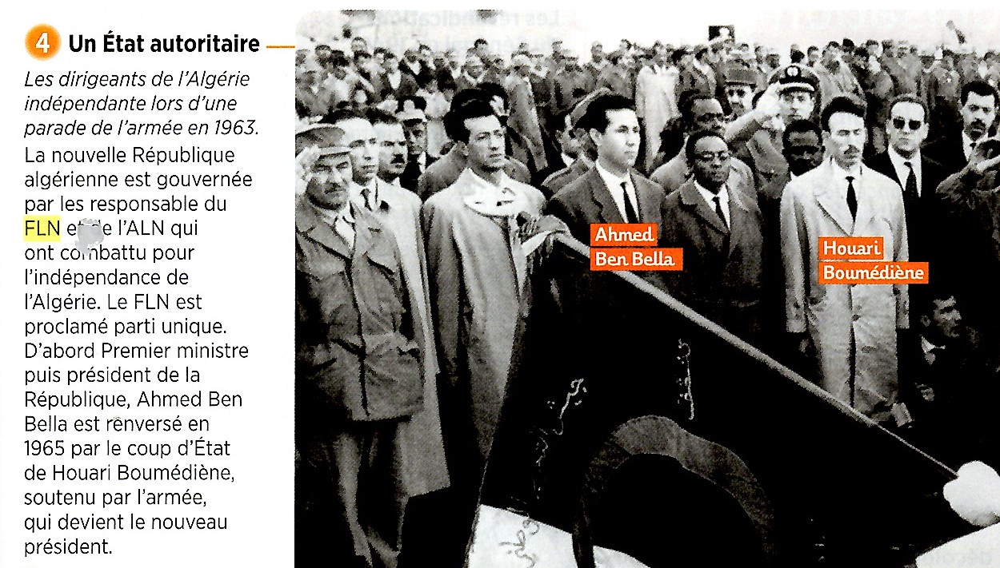 4 Un État autoritaire
Les dirigeants de l'Algérie
indépendante lors d'une
parade de l'armée en 1963.
La nouvelle République
algérienne est gouvernée
par les responsable du
FLN et de l'ALN qui
ont combattu pour
l'indépendance de
l'Algérie. Le FLN est
proclamé parti unique.
D'abord Premier ministre
puis président de la
République, Ahmed Ben
Bella est renversé en
1965 par le coup d'État
de Houari Boumédiène,
soutenu par l'armée,
qui devient le nouveau
président.
Ahmed
Ben Bella
Houari
Boumédiène